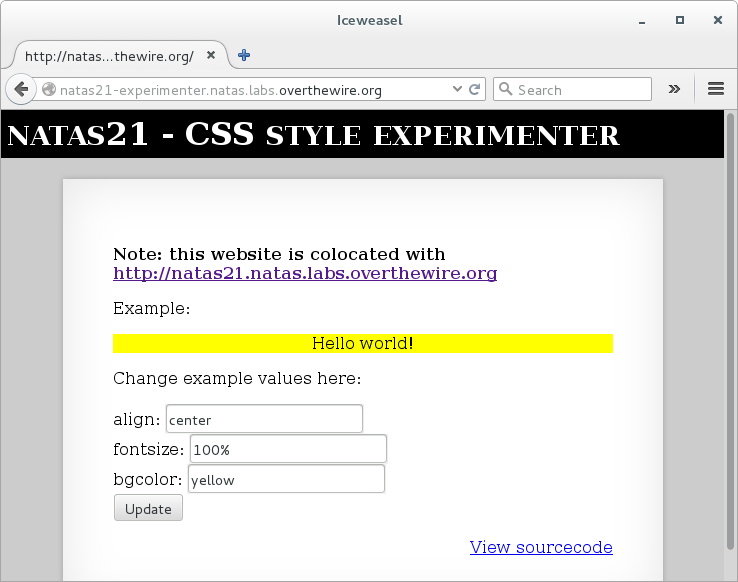 Iceweasel
http://natas...thewire.org/
natas21-experimenter.natas.labs.overthewire.org
Search
NATAS21 - CSS STYLE EXPERIMENTER
Note: this website is colocated with
http://natas21.natas.labs.overthewire.org
Example:
Hello world!
Change example values here:
align: center
fontsize: 100%
bgcolor: yellow
Update
View sourcecode